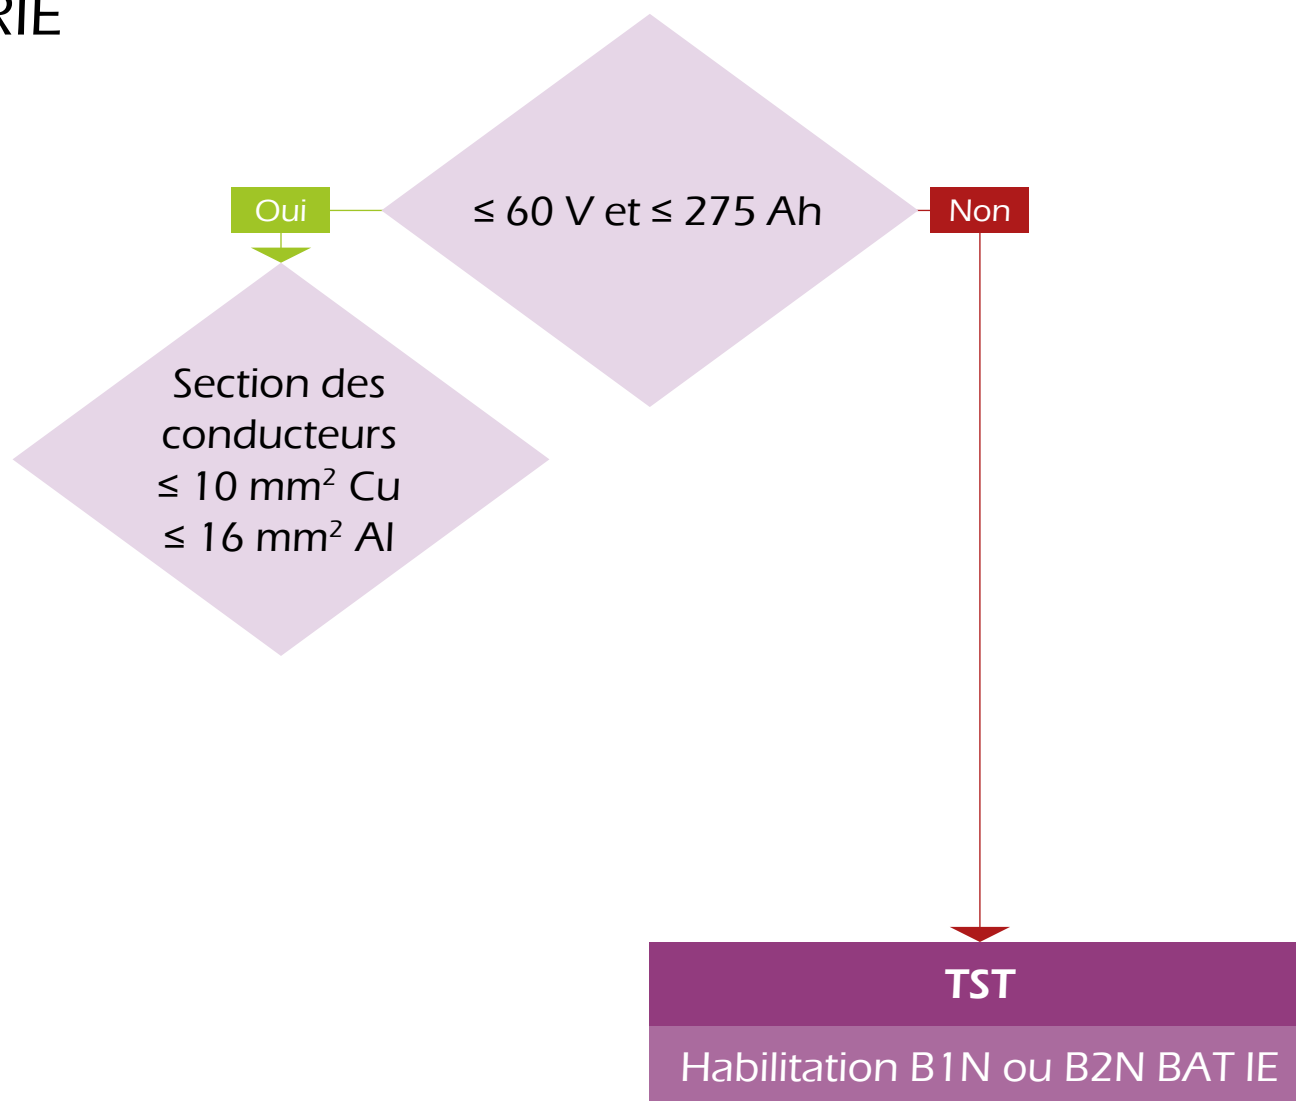 RIE
≤ 60 V et ≤ 275 Ah
Oui
Non
Section des
conducteurs
≤ 10 mm² Cu
≤ 16 mm² Al
TST
Habilitation B1N ou B2N BAT IE